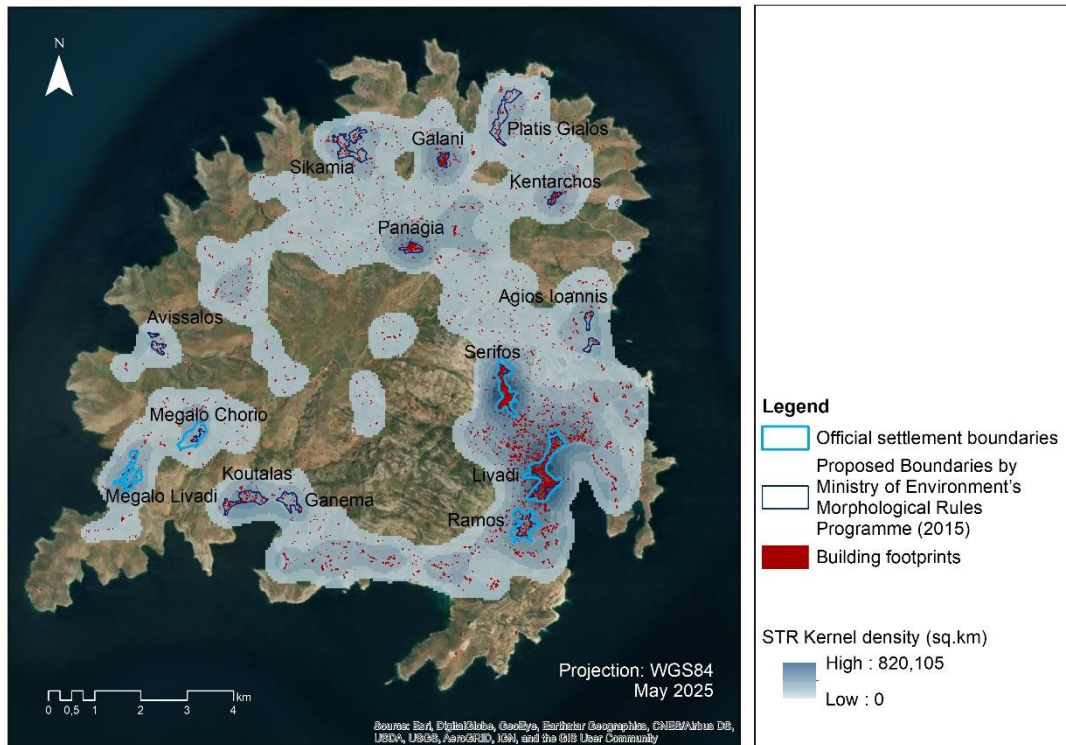 N
Platis Gialos
Galani
Sikamia
Kentarchos
Panagia
Agios Ioannis
Avissalos
Serifos
Megalo Chorio
Koutalas
Livadi
Megalo Livadi
Ganema
Ramos
Projection: WGS84
May 2025
km
0 0,5 1 2 3 4
Source: Esri, DigitalGlobe, GeoEye, Earthstar Geographics, CNES/Airbus DS,
USDA, USGS, AeroGRID, IGN, and the GIS User Community
Legend
Official settlement boundaries
Proposed Boundaries by
Ministry of Environment's
Morphological Rules
Programme (2015)
Building footprints
STR Kernel density (sq.km)
High : 820,105
Low : 0